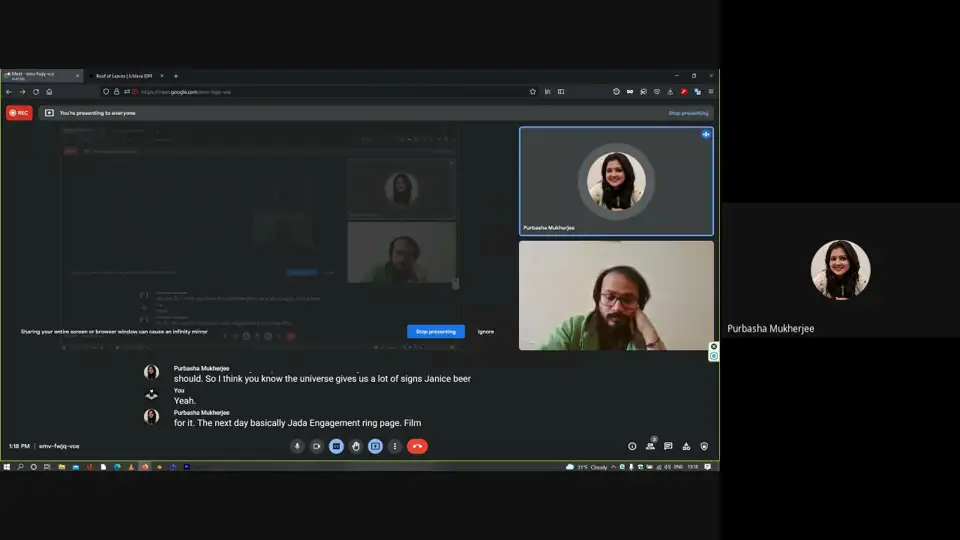 Meet - emv-fwjq-vce
Roof of Leaves | Juleva IDFF
https://meet.google.com/emv-fwjq-vce
REC
You're presenting to everyone
Stop presenting
Purbasha Mukherjee
Purbasha Mukherjee
Sharing your entire screen or browser window can cause an infinity mirror
Stop presenting
Ignore
Purbasha Mukherjee
should. So I think you know the universe gives us a lot of signs Janice beer
You
Yeah.
Purbasha Mukherjee
for it. The next day basically Jada Engagement ring page. Film
1:18 PM | emv-fwjq-vce
31°F Cloudy
ENG
13:18